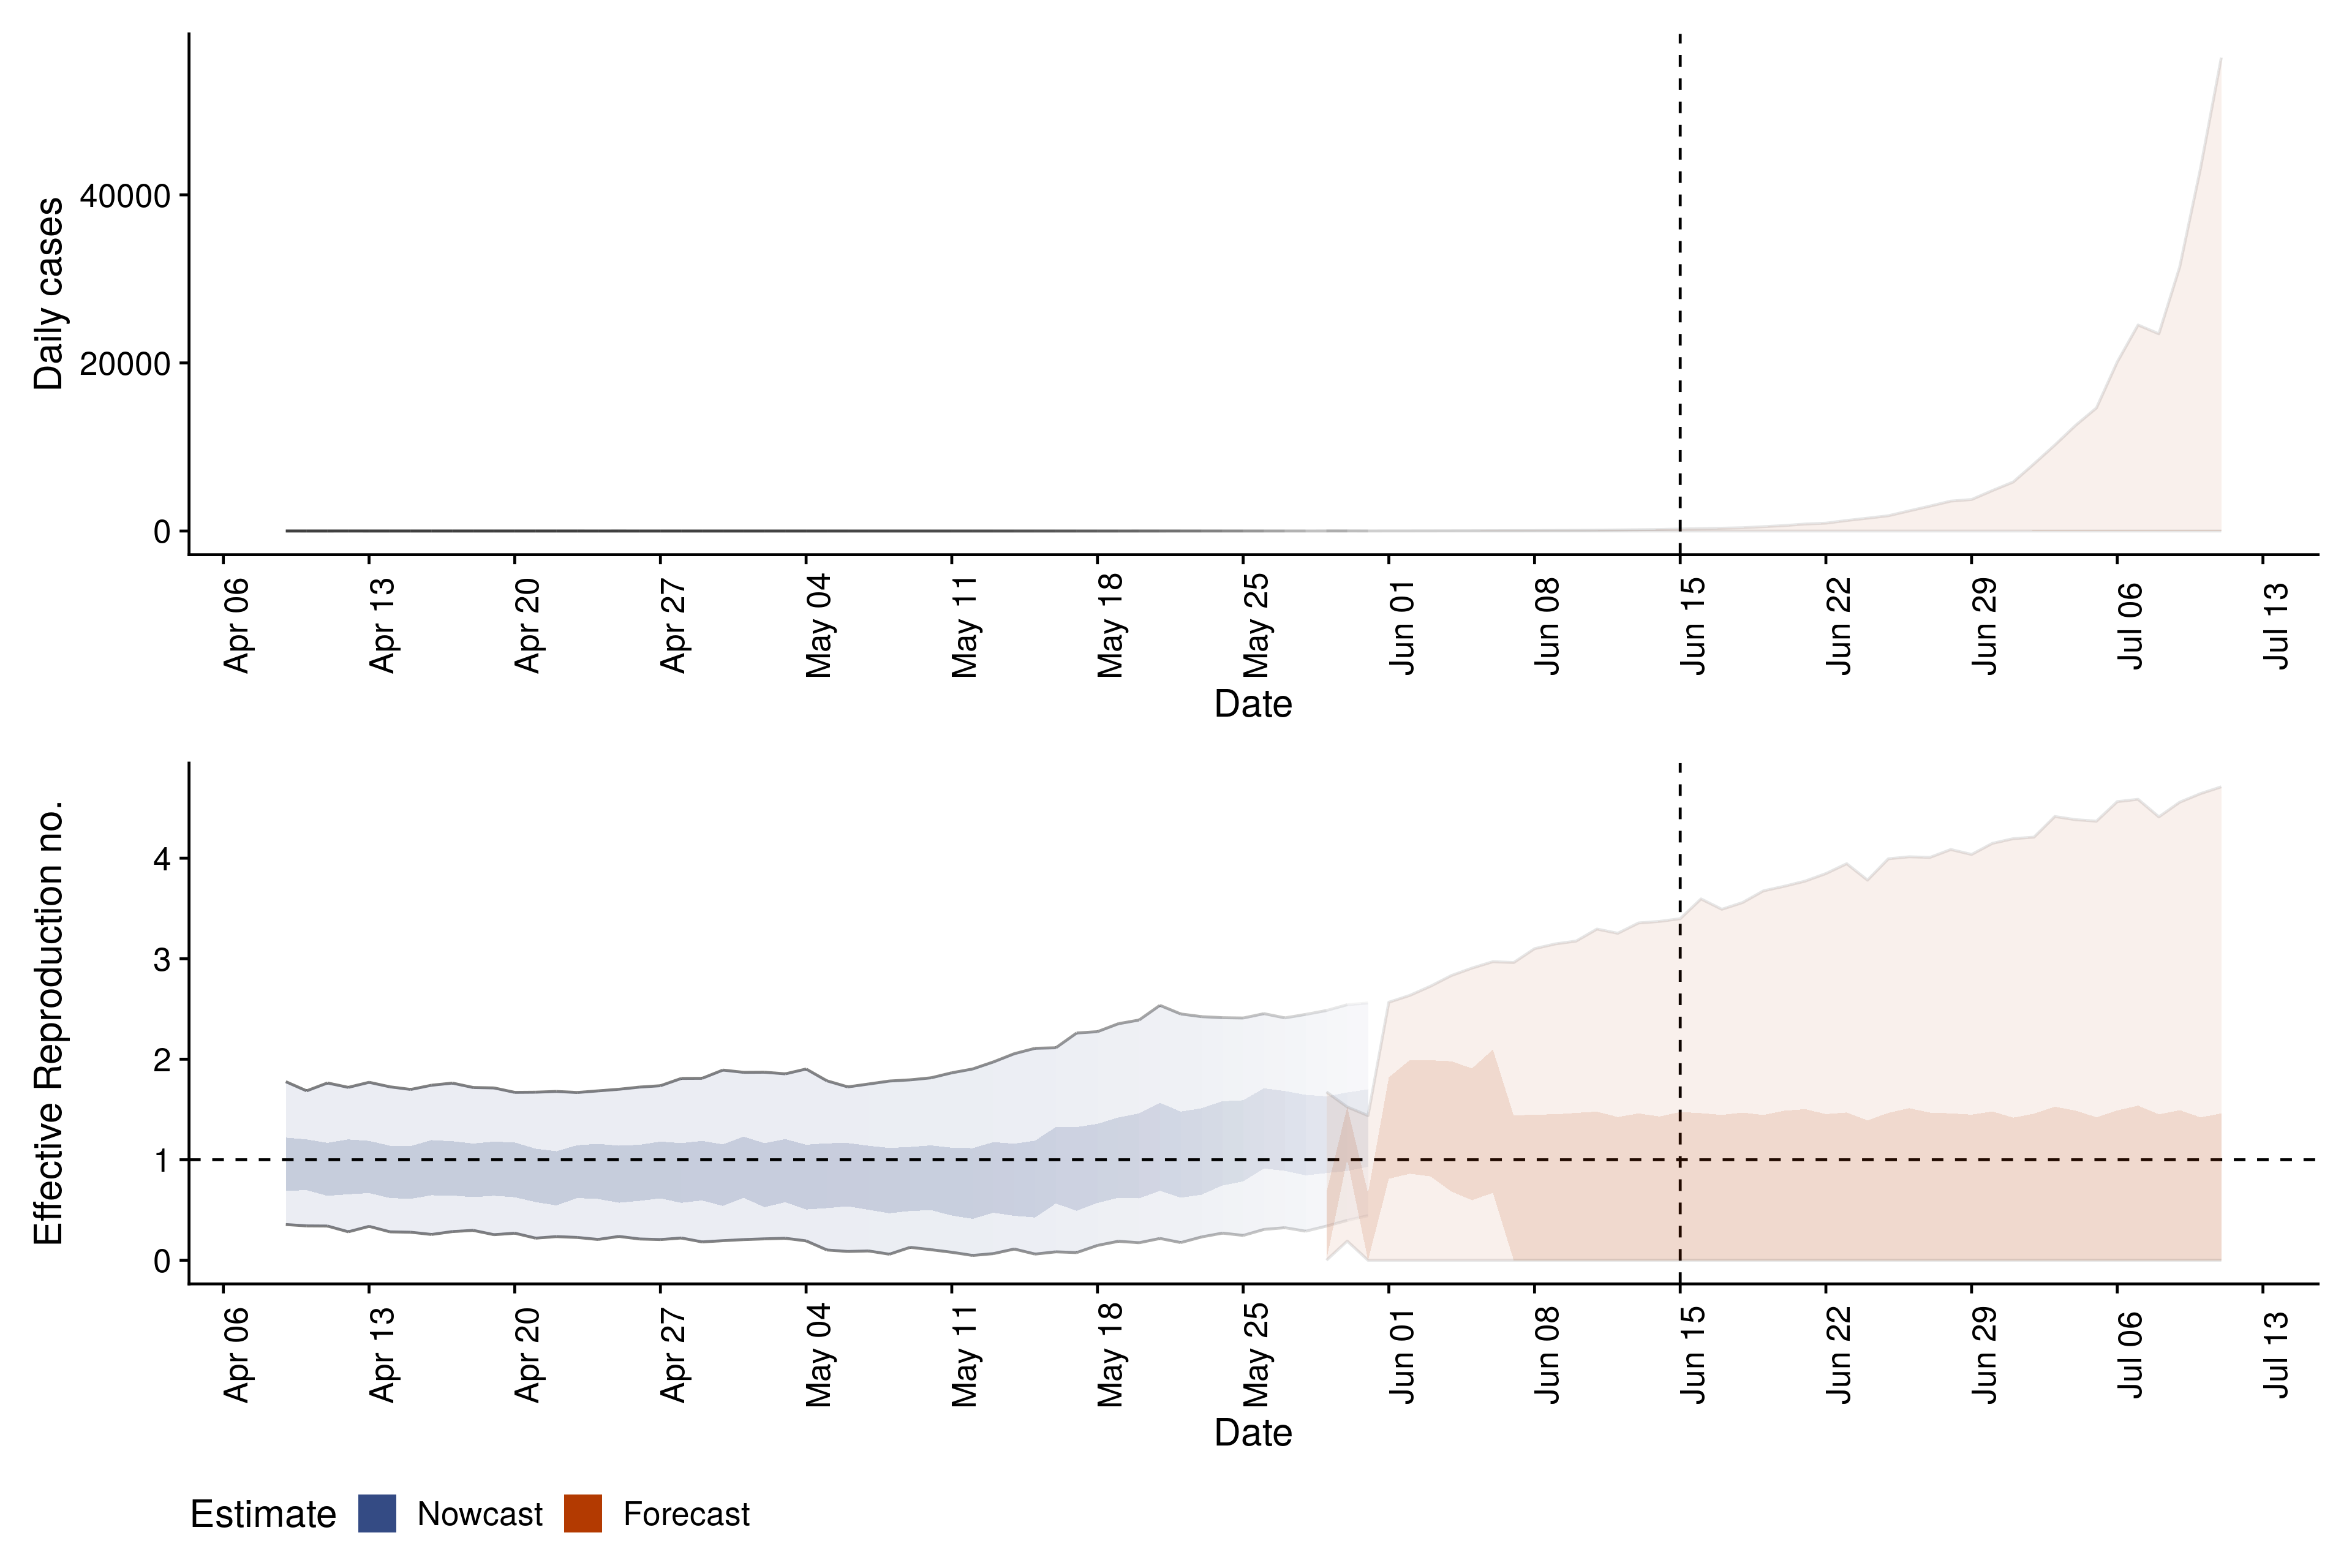 Daily cases
40000
20000
0
Apr 06
Apr 13
Apr 20
Apr 27
May 04
May 11
May 18
May 25
Jun 01
Jun 08
Jun 15
Jun 22
Jun 29
Jul 06
Jul 13
Date
Effective Reproduction no.
4
3
2
1
0
Apr 06
Apr 13
Apr 20
Apr 27
May 04
May 11
May 18
May 25
Jun 01
Jun 08
Jun 15
Jun 22
Jun 29
Jul 06
Jul 13
Date
Estimate Nowcast Forecast